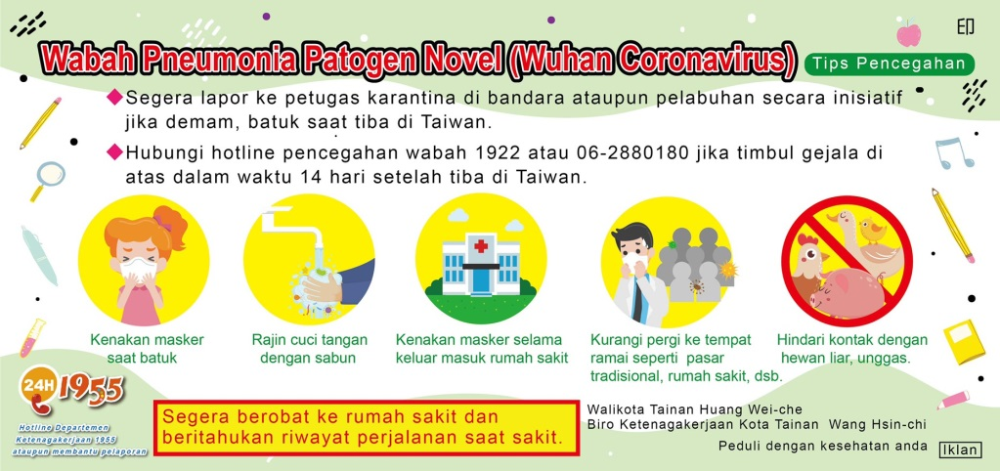 印
Wabah Pneumonia Patogen Novel (Wuhan Coronavirus) Tips Pencegahan
◆Segera lapor ke petugas karantina di bandara ataupun pelabuhan secara inisiatif
jika demam, batuk saat tiba di Taiwan.
◆Hubungi hotline pencegahan wabah 1922 atau 06-2880180 jika timbul gejala di
atas dalam waktu 14 hari setelah tiba di Taiwan.
Kenakan masker
saat batuk
Rajin cuci tangan
dengan sabun
Kenakan masker selama
keluar masuk rumah sakit
Kurangi pergi ke tempat
ramai seperti pasar
tradisional, rumah sakit, dsb.
Hindari kontak dengan
hewan liar, unggas.
24H 1955
Hotline Departemen
Ketenagakerjaan 1955
ataupun membantu pelaporan
Segera berobat ke rumah sakit dan
beritahukan riwayat perjalanan saat sakit.
Walikota Tainan Huang Wei-che
Biro Ketenagakerjaan Kota Tainan Wang Hsin-chi
Peduli dengan kesehatan anda Iklan